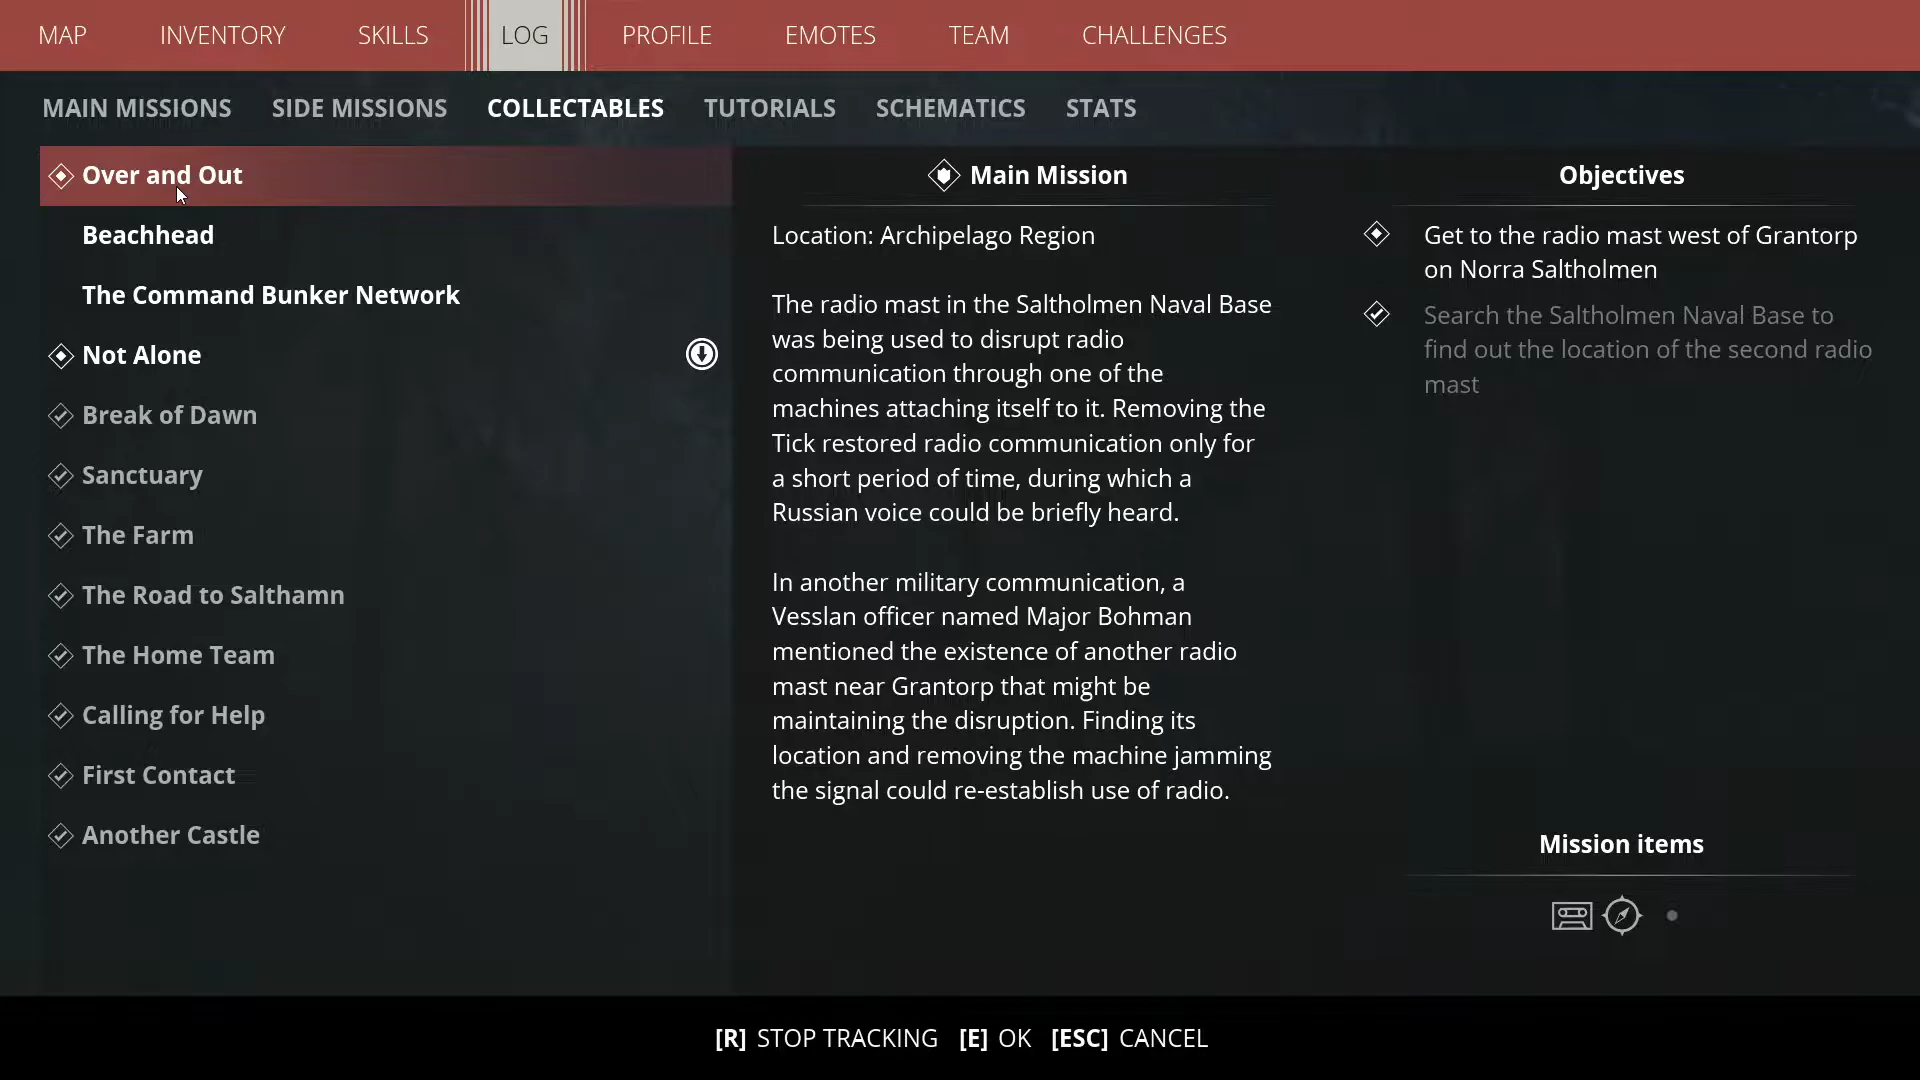 MAP INVENTORY SKILLS LOG PROFILE EMOTES TEAM CHALLENGES
MAIN MISSIONS SIDE MISSIONS COLLECTABLES TUTORIALS SCHEMATICS STATS
Over and Out
Beachhead
The Command Bunker Network
Not Alone
Break of Dawn
Sanctuary
The Farm
The Road to Salthamn
The Home Team
Calling for Help
First Contact
Another Castle
Main Mission
Location: Archipelago Region
The radio mast in the Saltholmen Naval Base
was being used to disrupt radio
communication through one of the
machines attaching itself to it. Removing the
Tick restored radio communication only for
a short period of time, during which a
Russian voice could be briefly heard.
In another military communication, a
Vesslan officer named Major Bohman
mentioned the existence of another radio
mast near Grantorp that might be
maintaining the disruption. Finding its
location and removing the machine jamming
the signal could re-establish use of radio.
Objectives
Get to the radio mast west of Grantorp
on Norra Saltholmen
Search the Saltholmen Naval Base to
find out the location of the second radio
mast
Mission items
[R] STOP TRACKING [E] OK [ESC] CANCEL